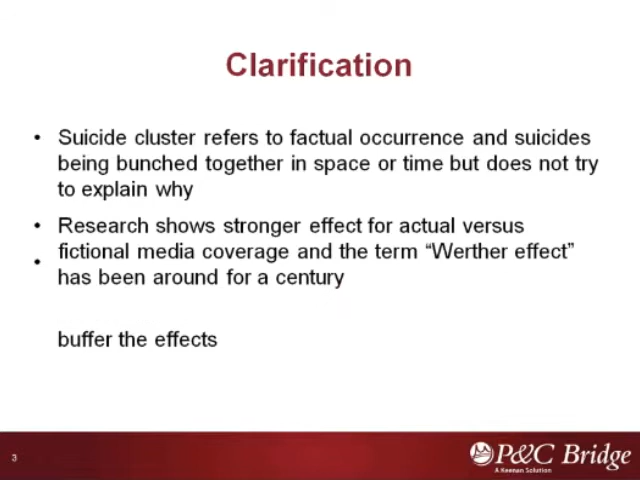 Clarification
• Suicide cluster refers to factual occurrence and suicides
being bunched together in space or time but does not try
to explain why
• Research shows stronger effect for actual versus
• fictional media coverage and the term “Werther effect”
has been around for a century
buffer the effects
3
P&C Bridge
A Keenan Solution